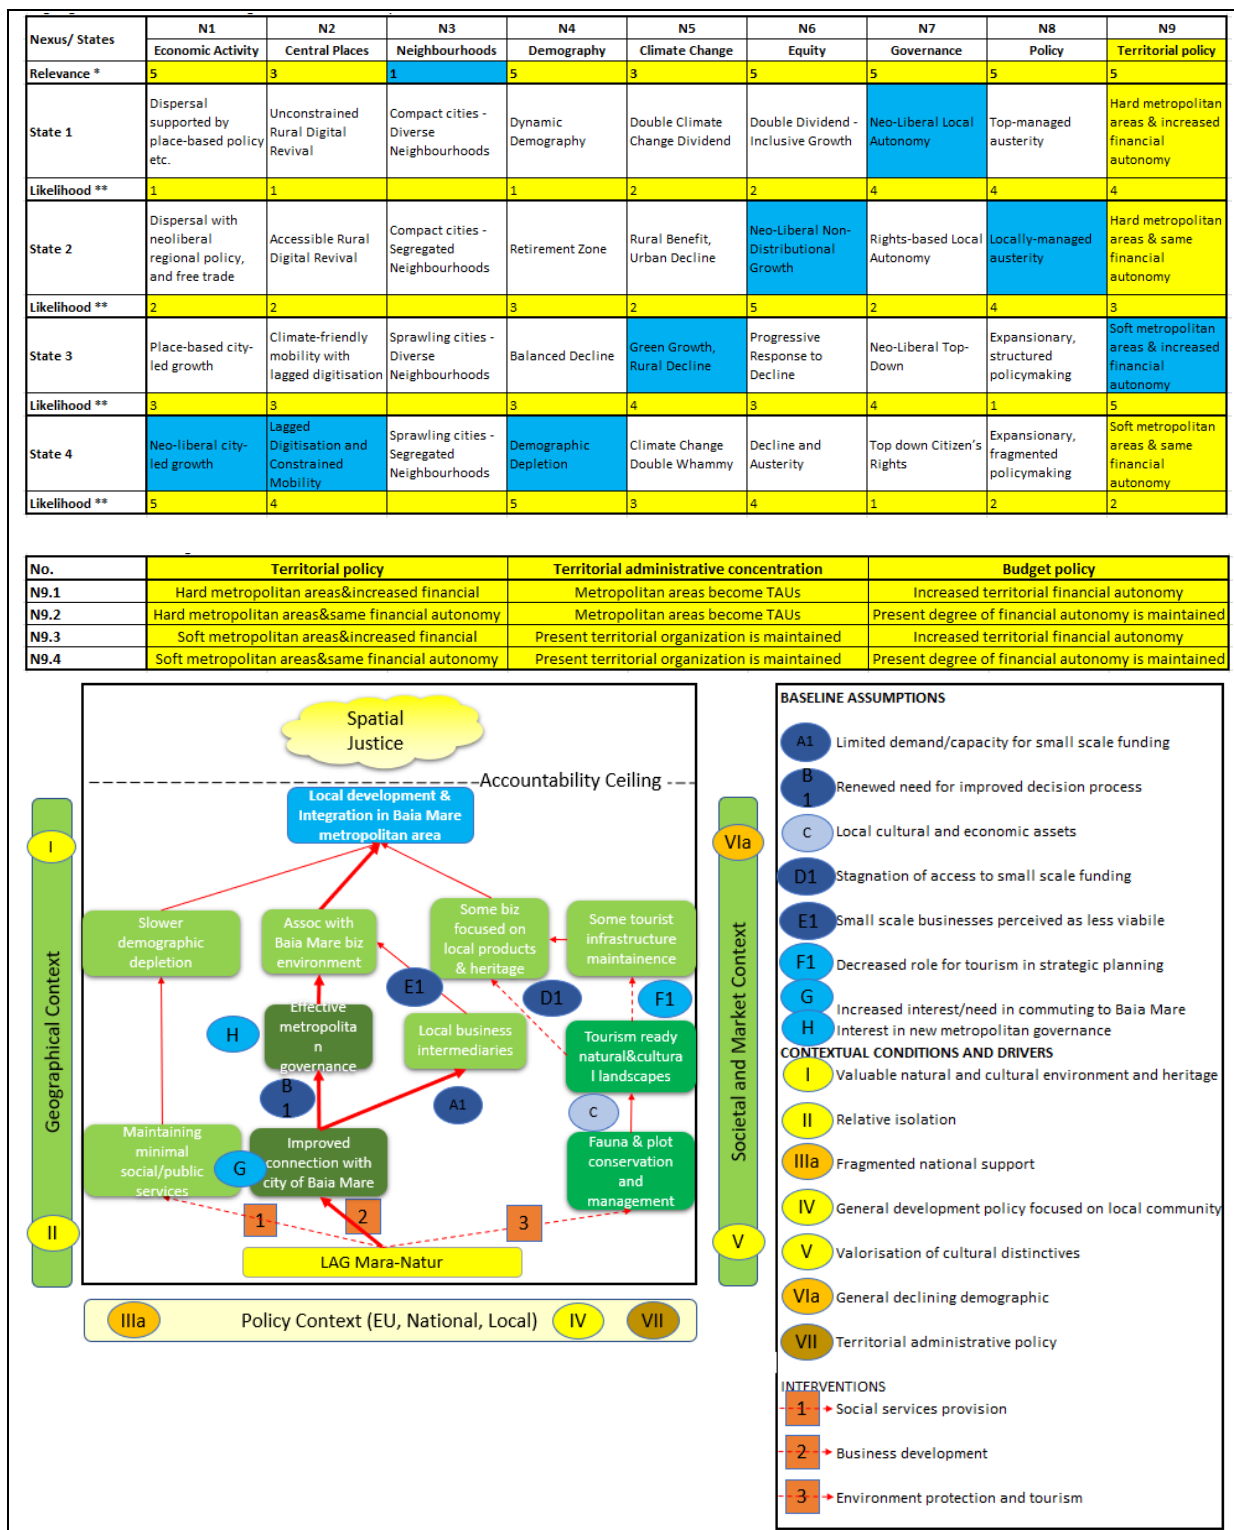 Nexus/ States N1 N2 N3 N4 N5 N6 N7 N8 N9
Economic Activity Central Places Neighbourhoods Demography Climate Change Equity Governance Policy Territorial policy
Relevance * 5 3 1 5 3 5 5 5 5
State 1
Dispersal
supported by
place-based policy
etc.
Unconstrained
Rural Digital
Revival
Compact cities -
Diverse
Neighbourhoods
Dynamic
Demography
Double Climate
Change Dividend
Double Dividend -
Inclusive Growth
Neo-Liberal Local
Autonomy
Top-managed
austerity
Hard metropolitan
areas & increased
financial
autonomy
Likelihood ** 1 1 1 2 2 4 4 4
State 2
Dispersal with
neoliberal
regional policy,
and free trade
Accessible Rural
Digital Revival
Compact cities -
Segregated
Neighbourhoods
Retirement Zone
Rural Benefit,
Urban Decline
Neo-Liberal Non-
Distributional
Growth
Rights-based Local
Autonomy
Locally-managed
austerity
Hard metropolitan
areas & same
financial
autonomy
Likelihood ** 2 2 3 2 5 2 4 3
State 3
Place-based city-
led growth
Climate-friendly
mobility with
lagged digitisation
Sprawling cities -
Diverse
Neighbourhoods
Balanced Decline
Green Growth,
Rural Decline
Progressive
Response to
Decline
Neo-Liberal Top-
Down
Expansionary,
structured
policymaking
Soft metropolitan
areas & increased
financial
autonomy
Likelihood ** 3 3 3 4 3 4 1 5
State 4
Neo-liberal city-
led growth
Lagged
Digitisation and
Constrained
Mobility
Sprawling cities -
Segregated
Neighbourhoods
Demographic
Depletion
Climate Change
Double Whammy
Decline and
Austerity
Top down Citizen's
Rights
Expansionary,
fragmented
policymaking
Soft metropolitan
areas & same
financial
autonomy
Likelihood ** 5 4 5 3 4 1 2 2
No. Territorial policy Territorial administrative concentration Budget policy
N9.1 Hard metropolitan areas&increased financial Metropolitan areas become TAUs Increased territorial financial autonomy
N9.2 Hard metropolitan areas&same financial autonomy Metropolitan areas become TAUs Present degree of financial autonomy is maintained
N9.3 Soft metropolitan areas&increased financial Present territorial organization is maintained Increased territorial financial autonomy
N9.4 Soft metropolitan areas&same financial autonomy Present territorial organization is maintained Present degree of financial autonomy is maintained
Spatial
Justice
Accountability Ceiling
Local development &
Integration in Baia Mare
metropolitan area
Geographical Context
I
II
Slower
demographic
depletion
Assoc with
Baia Mare biz
environment
Some biz
focused on
local products
& heritage
Some tourist
infrastructure
maintainence
E1
D1
F1
H
Effective
metropolita
n
governance
Local business
intermediaries
Tourism ready
natural&cultura
l landscapes
B
1
A1
C
Maintaining
minimal
social/public
services
G
Improved
connection with
city of Baia Mare
Fauna & plot
conservation
and
management
1
2
3
LAG Mara-Natur
Societal and Market Context
VIa
V
IIIa
Policy Context (EU, National, Local)
IV
VII
BASELINE ASSUMPTIONS
A1 Limited demand/capacity for small scale funding
B
1
Renewed need for improved decision process
C Local cultural and economic assets
D1 Stagnation of access to small scale funding
E1 Small scale businesses perceived as less viabile
F1 Decreased role for tourism in strategic planning
G Increased interest/need in commuting to Baia Mare
H Interest in new metropolitan governance
CONTEXTUAL CONDITIONS AND DRIVERS
I Valuable natural and cultural environment and heritage
II Relative isolation
IIIa Fragmented national support
IV General development policy focused on local community
V Valorisation of cultural distinctives
VIa General declining demographic
VII Territorial administrative policy
INTERVENTIONS
1 Social services provision
2 Business development
3 Environment protection and tourism